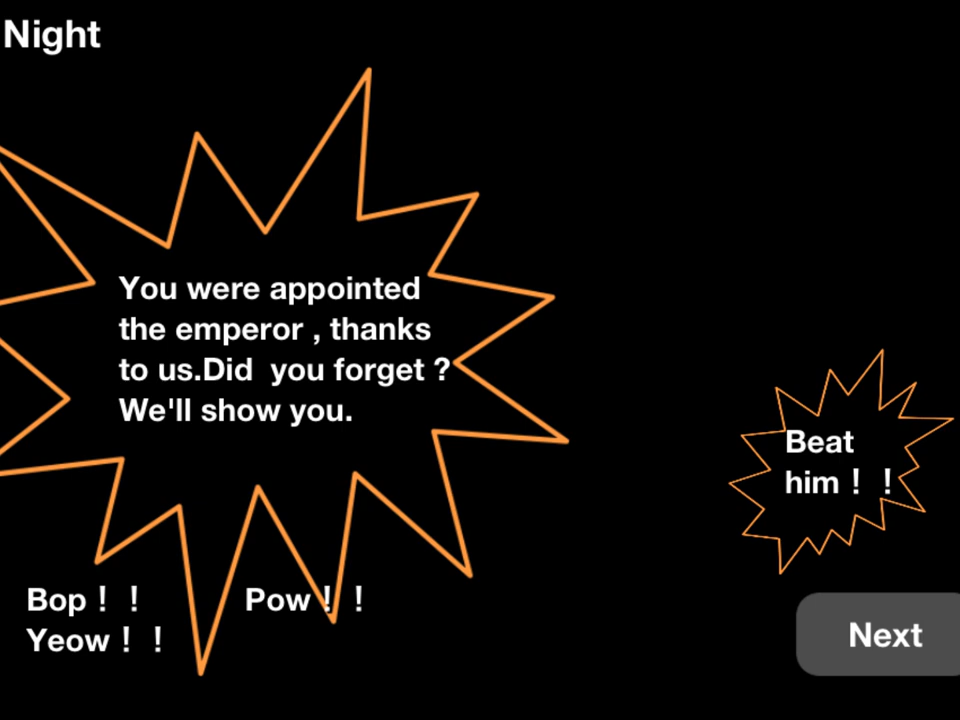 Night
You were appointed
the emperor , thanks
to us.Did  you forget ?
We'll show you.
Beat
him！！
Bop！！
Yeow！！
Pow！！
Next